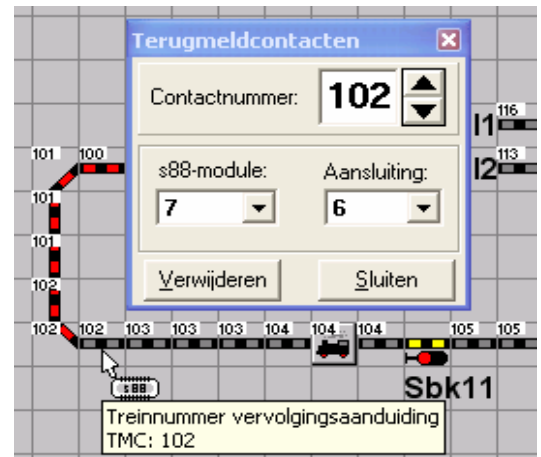 Terugmeldcontacten
Contactnummer: 102
116
I1
101 100
s88-module: Aansluiting:
113
I2
7 6
101
101
102
Verwijderen Sluiten
102 102 103 103 103 104 104... 104 105 105
s88
Sbk11
Treinnummer vervolgingsaanduiding
TMC: 102